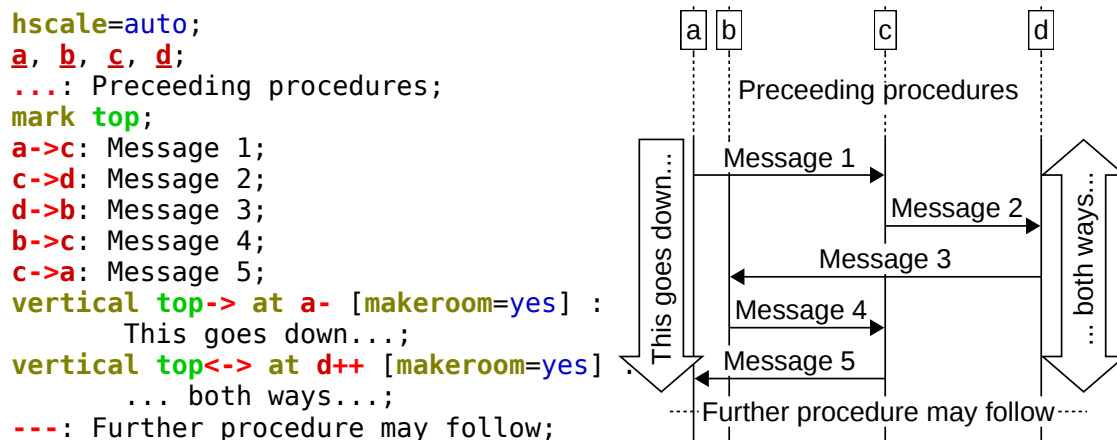 hscale=auto;
a, b, c, d;
...: Preceeding procedures;
mark top;
a->c: Message 1;
c->d: Message 2;
d->b: Message 3;
b->c: Message 4;
c->a: Message 5;
vertical top-> at a- [makeroom=yes] :
This goes down...;
vertical top<-> at d++ [makeroom=yes] :
... both ways...;
---: Further procedure may follow;
a b c d
Preceeding procedures
Message 1
Message 2
Message 3
Message 4
Message 5
This goes down...
... both ways...
Further procedure may follow